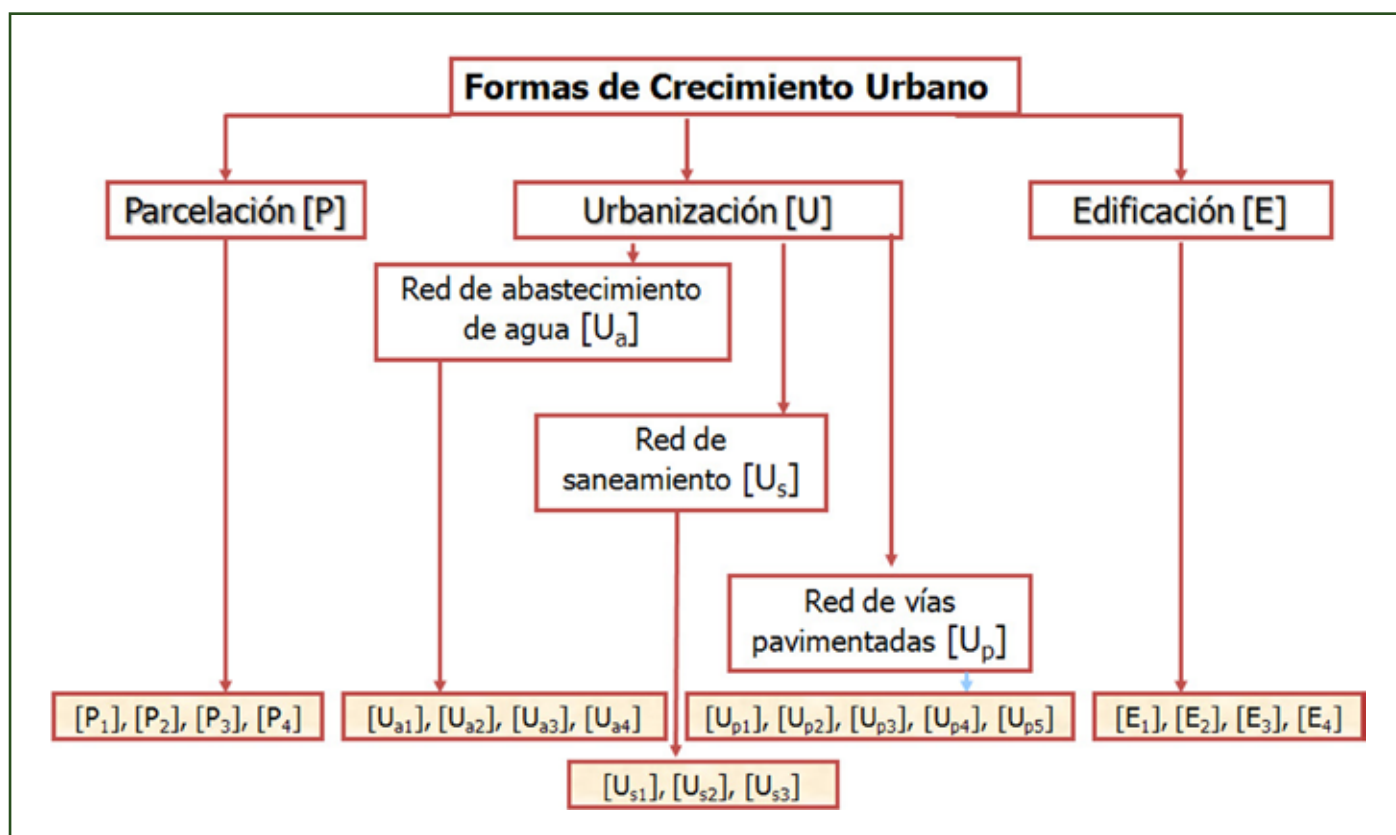 Formas de Crecimiento Urbano
Parcelación [P]
Urbanización [U]
Edificación [E]
Red de abastecimiento
de agua [Uₐ]
Red de
saneamiento [Uₛ]
Red de vías
pavimentadas [Uₚ]
[P₁], [P₂], [P₃], [P₄]
[Uₐ₁], [Uₐ₂], [Uₐ₃], [Uₐ₄]
[Uₚ₁], [Uₚ₂], [Uₚ₃], [Uₚ₄], [Uₚ₅]
[E₁], [E₂], [E₃], [E₄]
[Uₛ₁], [Uₛ₂], [Uₛ₃]